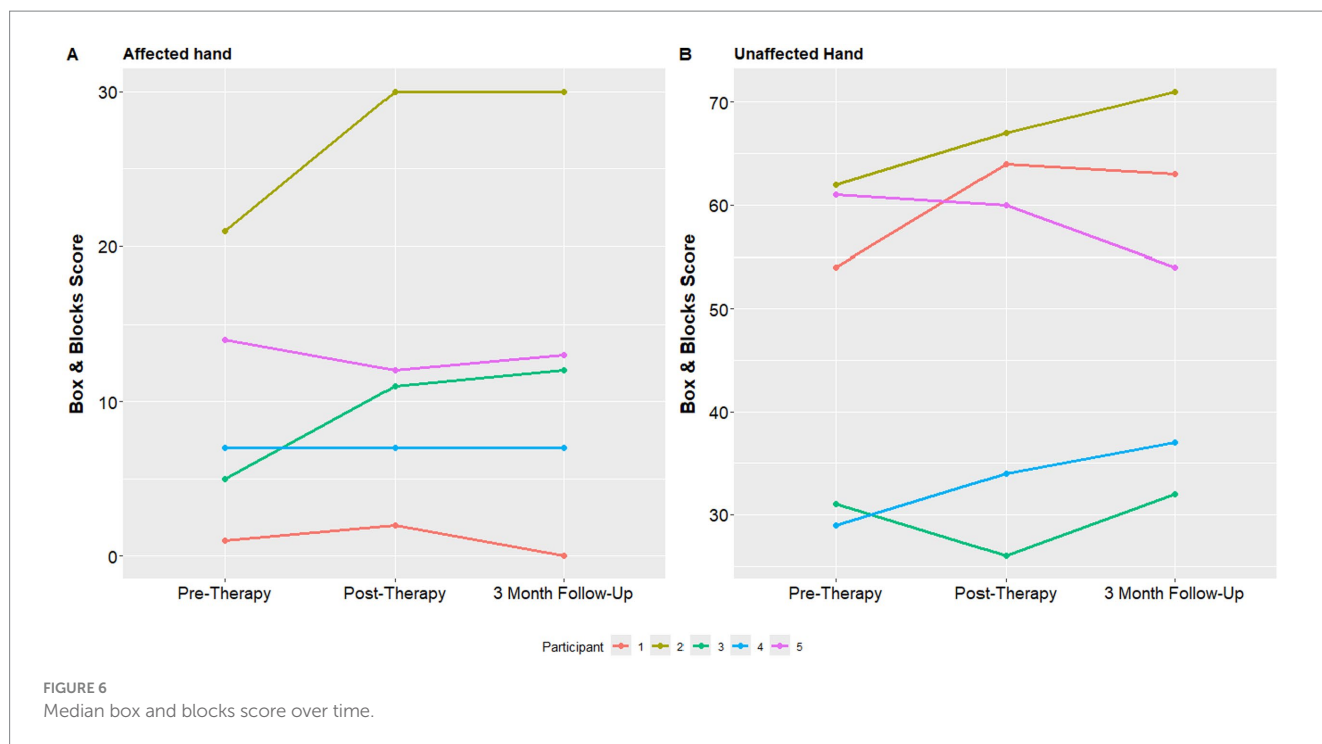 A Affected hand
Box & Blocks Score
30
20
10
0
Pre-Therapy Post-Therapy 3 Month Follow-Up
B Unaffected Hand
Box & Blocks Score
70
60
50
40
30
Pre-Therapy Post-Therapy 3 Month Follow-Up
Participant 1 2 3 4 5
FIGURE 6
Median box and blocks score over time.